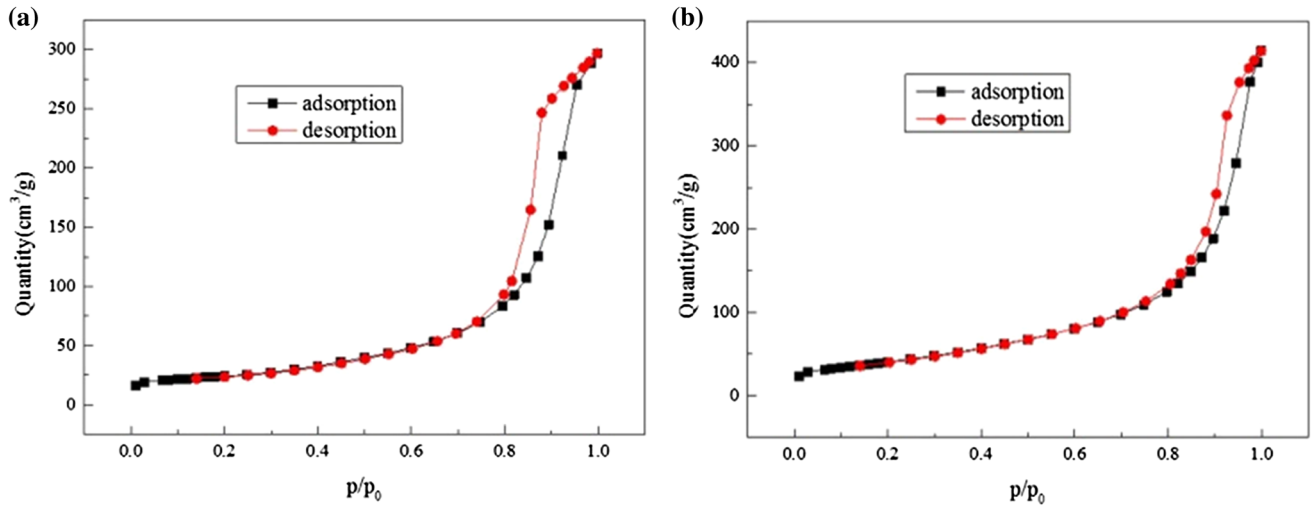 (a)
Quantity(cm³/g)
300
250
200
150
100
50
0
adsorption
desorption
0.0 0.2 0.4 0.6 0.8 1.0
p/p₀
(b)
Quantity(cm³/g)
400
300
200
100
0
adsorption
desorption
0.0 0.2 0.4 0.6 0.8 1.0
p/p₀